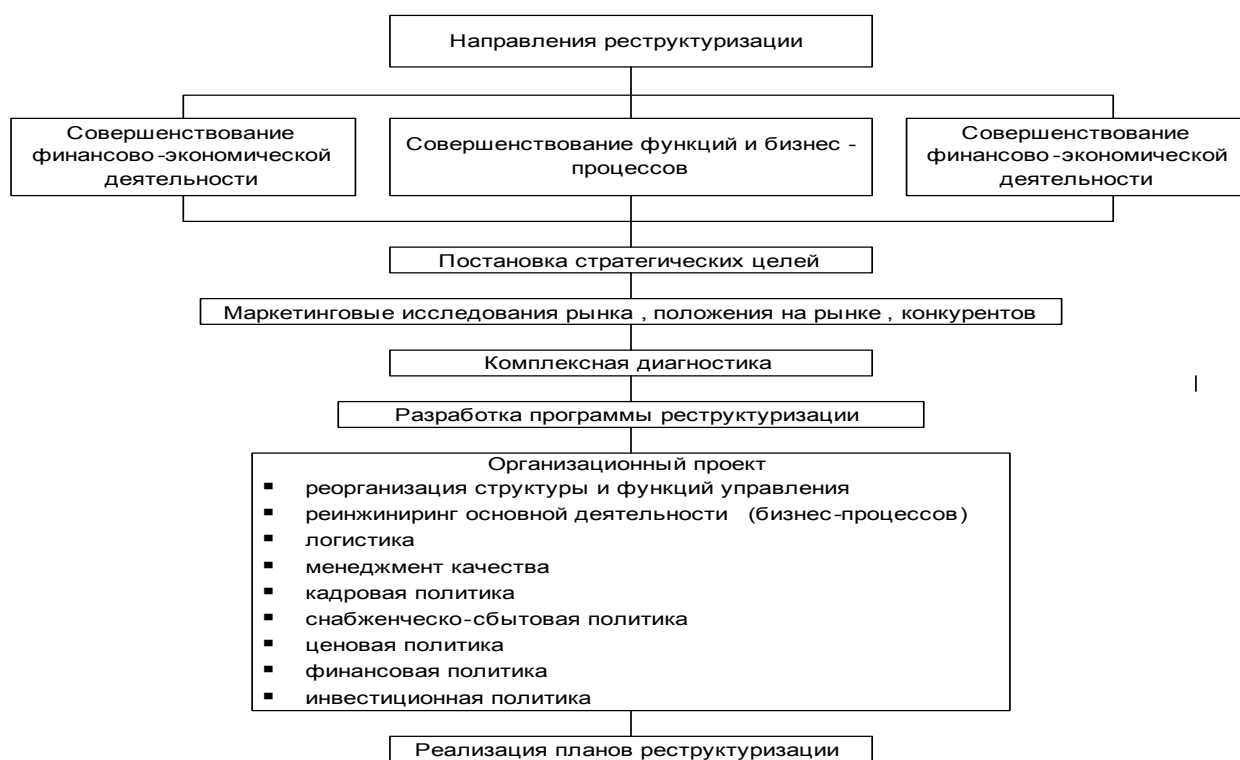 Направления реструктуризации
Совершенствование
финансово-экономической
деятельности
Совершенствование функций и бизнес -
процессов
Совершенствование
финансово-экономической
деятельности
Постановка стратегических целей
Маркетинговые исследования рынка , положения на рынке , конкурентов
Комплексная диагностика
Разработка программы реструктуризации
Организационный проект
▪ реорганизация структуры и функций управления
▪ реинжиниринг основной деятельности (бизнес-процессов)
▪ логистика
▪ менеджмент качества
▪ кадровая политика
▪ снабженческо-сбытовая политика
▪ ценовая политика
▪ финансовая политика
▪ инвестиционная политика
Реализация планов реструктуризации